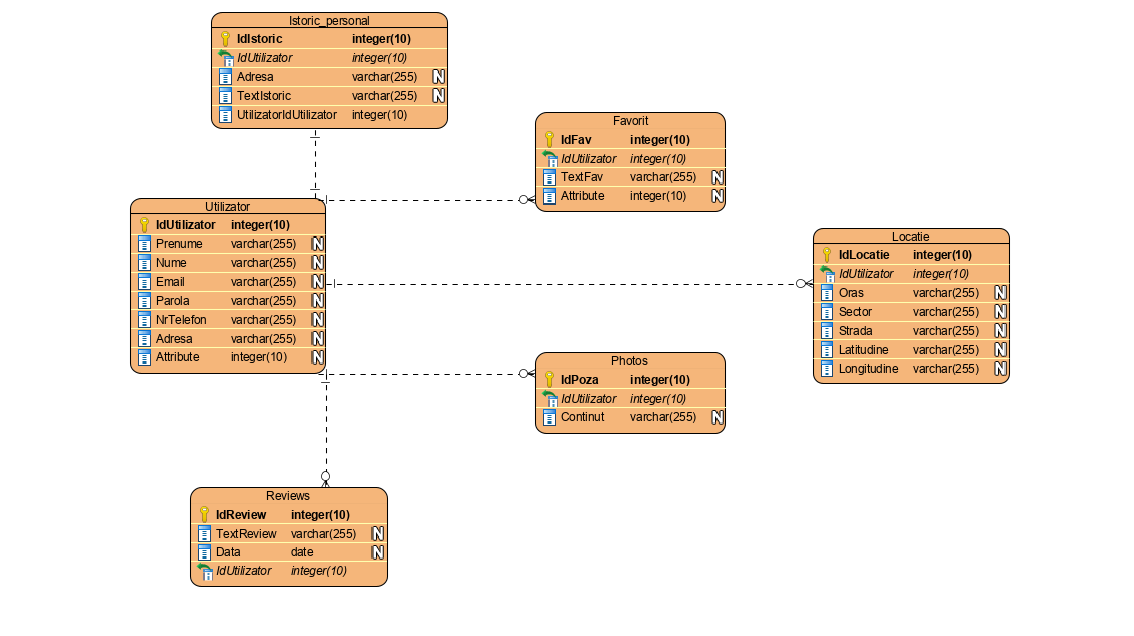 Istoric_personal
IdIstoric integer(10)
IdUtilizator integer(10)
Adresa varchar(255) N
TextIstoric varchar(255) N
UtilizatorIdUtilizator integer(10)
Favorit
IdFav integer(10)
IdUtilizator integer(10)
TextFav varchar(255) N
Attribute integer(10) N
Utilizator
IdUtilizator integer(10)
Prenume varchar(255) N
Nume varchar(255) N
Email varchar(255) N
Parola varchar(255) N
NrTelefon varchar(255) N
Adresa varchar(255) N
Attribute integer(10) N
Locatie
IdLocatie integer(10)
IdUtilizator integer(10)
Oras varchar(255) N
Sector varchar(255) N
Strada varchar(255) N
Latitudine varchar(255) N
Longitudine varchar(255) N
Photos
IdPoza integer(10)
IdUtilizator integer(10)
Continut varchar(255) N
Reviews
IdReview integer(10)
TextReview varchar(255) N
Data date N
IdUtilizator integer(10)